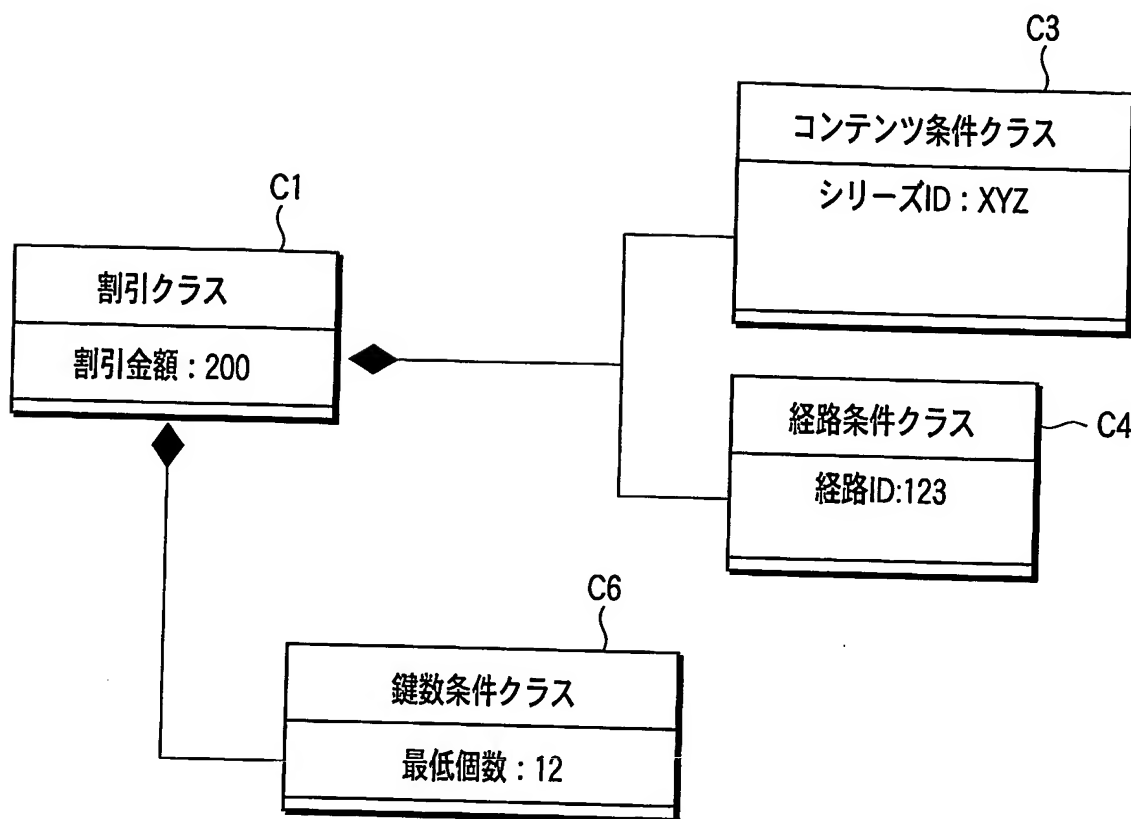 C3
コンテンツ条件クラス
シリーズID：XYZ
C1
割引クラス
割引金額：200
経路条件クラス
C4
経路ID:123
C6
鍵数条件クラス
最低個数：12